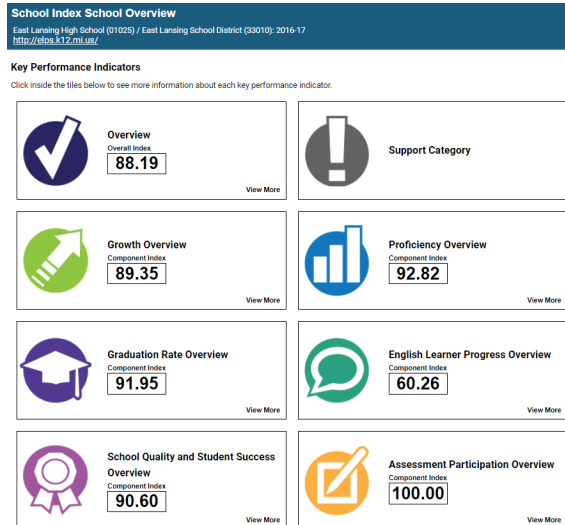 School Index School Overview
East Lansing High School (01025) / East Lansing School District (33010): 2016-17
http://elps.k12.mi.us/
Key Performance Indicators
Click inside the tiles below to see more information about each key performance indicator.
Overview
Overall Index
88.19
View More
Support Category
Growth Overview
Component Index
89.35
View More
Proficiency Overview
Component Index
92.82
View More
Graduation Rate Overview
Component Index
91.95
View More
English Learner Progress Overview
Component Index
60.26
View More
School Quality and Student Success
Overview
Component Index
90.60
View More
Assessment Participation Overview
Component Index
100.00
View More